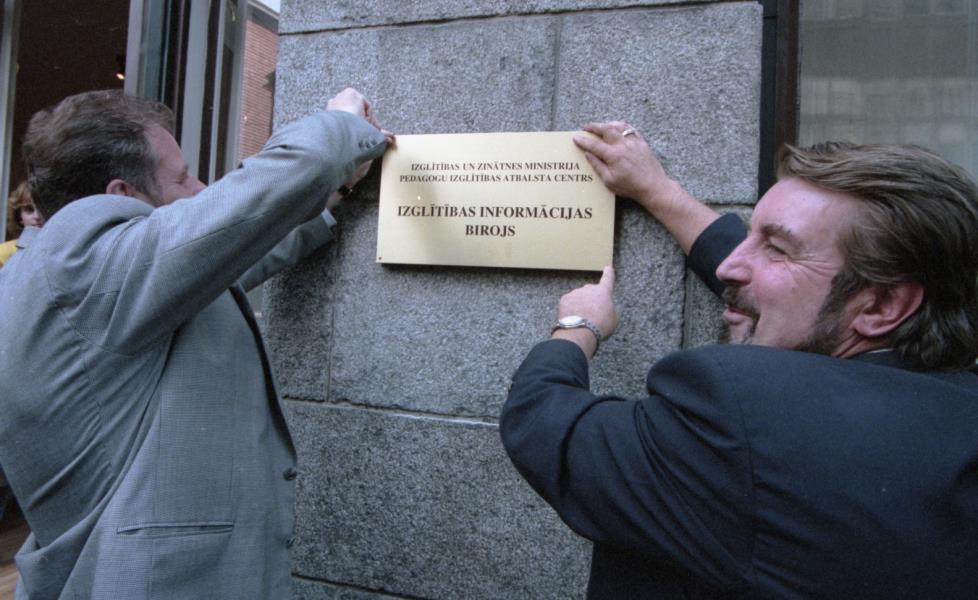 IZGLĪTĪBAS UN ZINĀTNES MINISTRIJA
PEDAGOGU IZGLĪTĪBAS ATBALSTA CENTRS
IZGLĪTĪBAS INFORMĀCIJAS
BIROJS